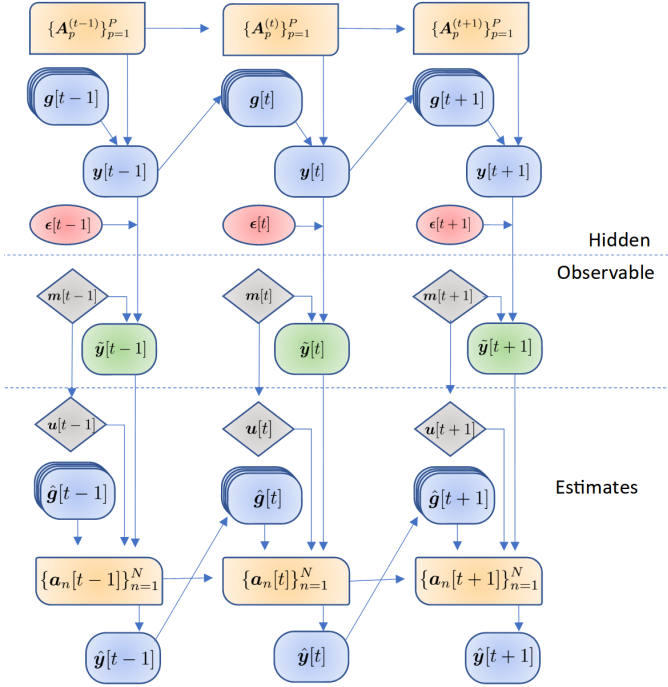 {A_p^(t−1)}_{p=1}^P {A_p^(t)}_{p=1}^P {A_p^(t+1)}_{p=1}^P
g[t − 1] g[t] g[t + 1]
y[t − 1] y[t] y[t + 1]
ϵ[t−1] ϵ[t] ϵ[t+1]
Hidden
Observable
m[t−1] m[t] m[t+1]
ỹ[t − 1] ỹ[t] ỹ[t + 1]
u[t−1] u[t] u[t+1]
ĝ[t − 1] ĝ[t] ĝ[t + 1]
Estimates
{a_n[t − 1]}_{n=1}^N {a_n[t]}_{n=1}^N {a_n[t + 1]}_{n=1}^N
ŷ[t − 1] ŷ[t] ŷ[t + 1]